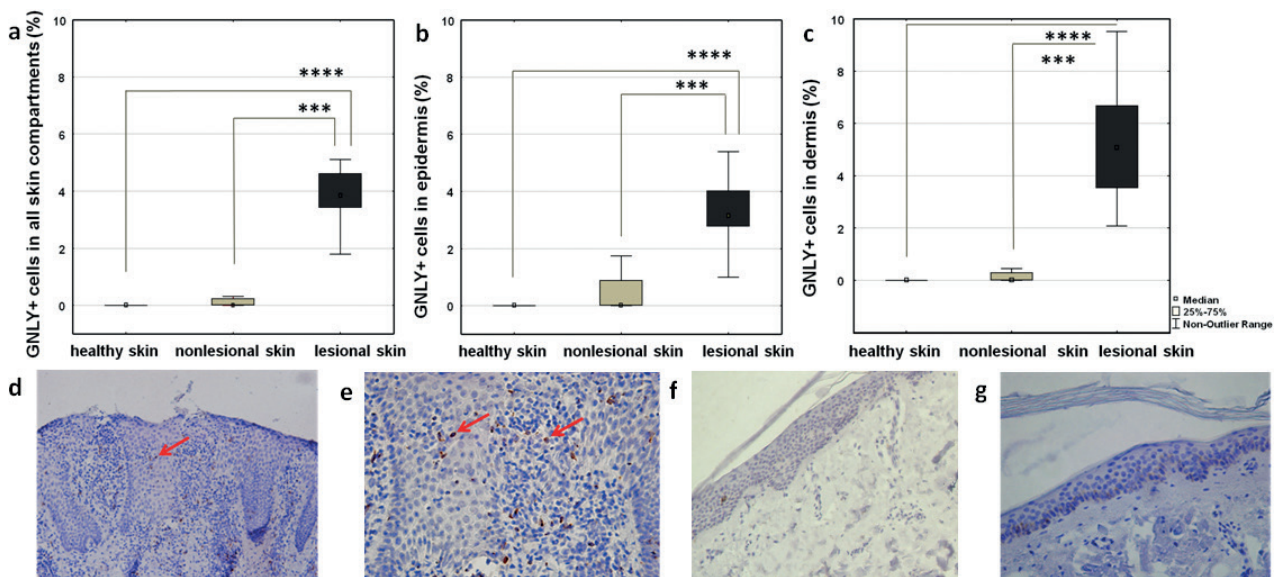 a
GNLY+ cells in all skin compartments (%)
10
8
6
4
2
0
****
***
healthy skin nonlesional skin lesional skin
b
GNLY+ cells in epidermis (%)
10
8
6
4
2
0
****
***
healthy skin nonlesional skin lesional skin
c
GNLY+ cells in dermis (%)
10
8
6
4
2
0
****
***
healthy skin nonlesional skin lesional skin
Median
25%-75%
Non-Outlier Range
d
e
f
g